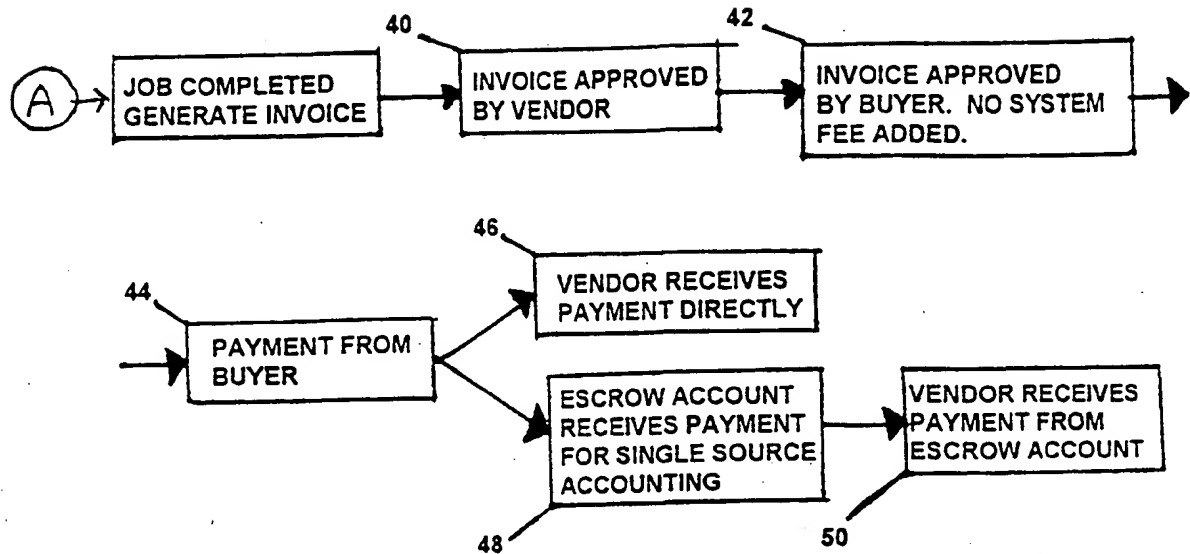 40
42
A
JOB COMPLETED
GENERATE INVOICE
INVOICE APPROVED
BY VENDOR
INVOICE APPROVED
BY BUYER. NO SYSTEM
FEE ADDED.
44
PAYMENT FROM
BUYER
46
VENDOR RECEIVES
PAYMENT DIRECTLY
ESCROW ACCOUNT
RECEIVES PAYMENT
FOR SINGLE SOURCE
ACCOUNTING
48
VENDOR RECEIVES
PAYMENT FROM
ESCROW ACCOUNT
50